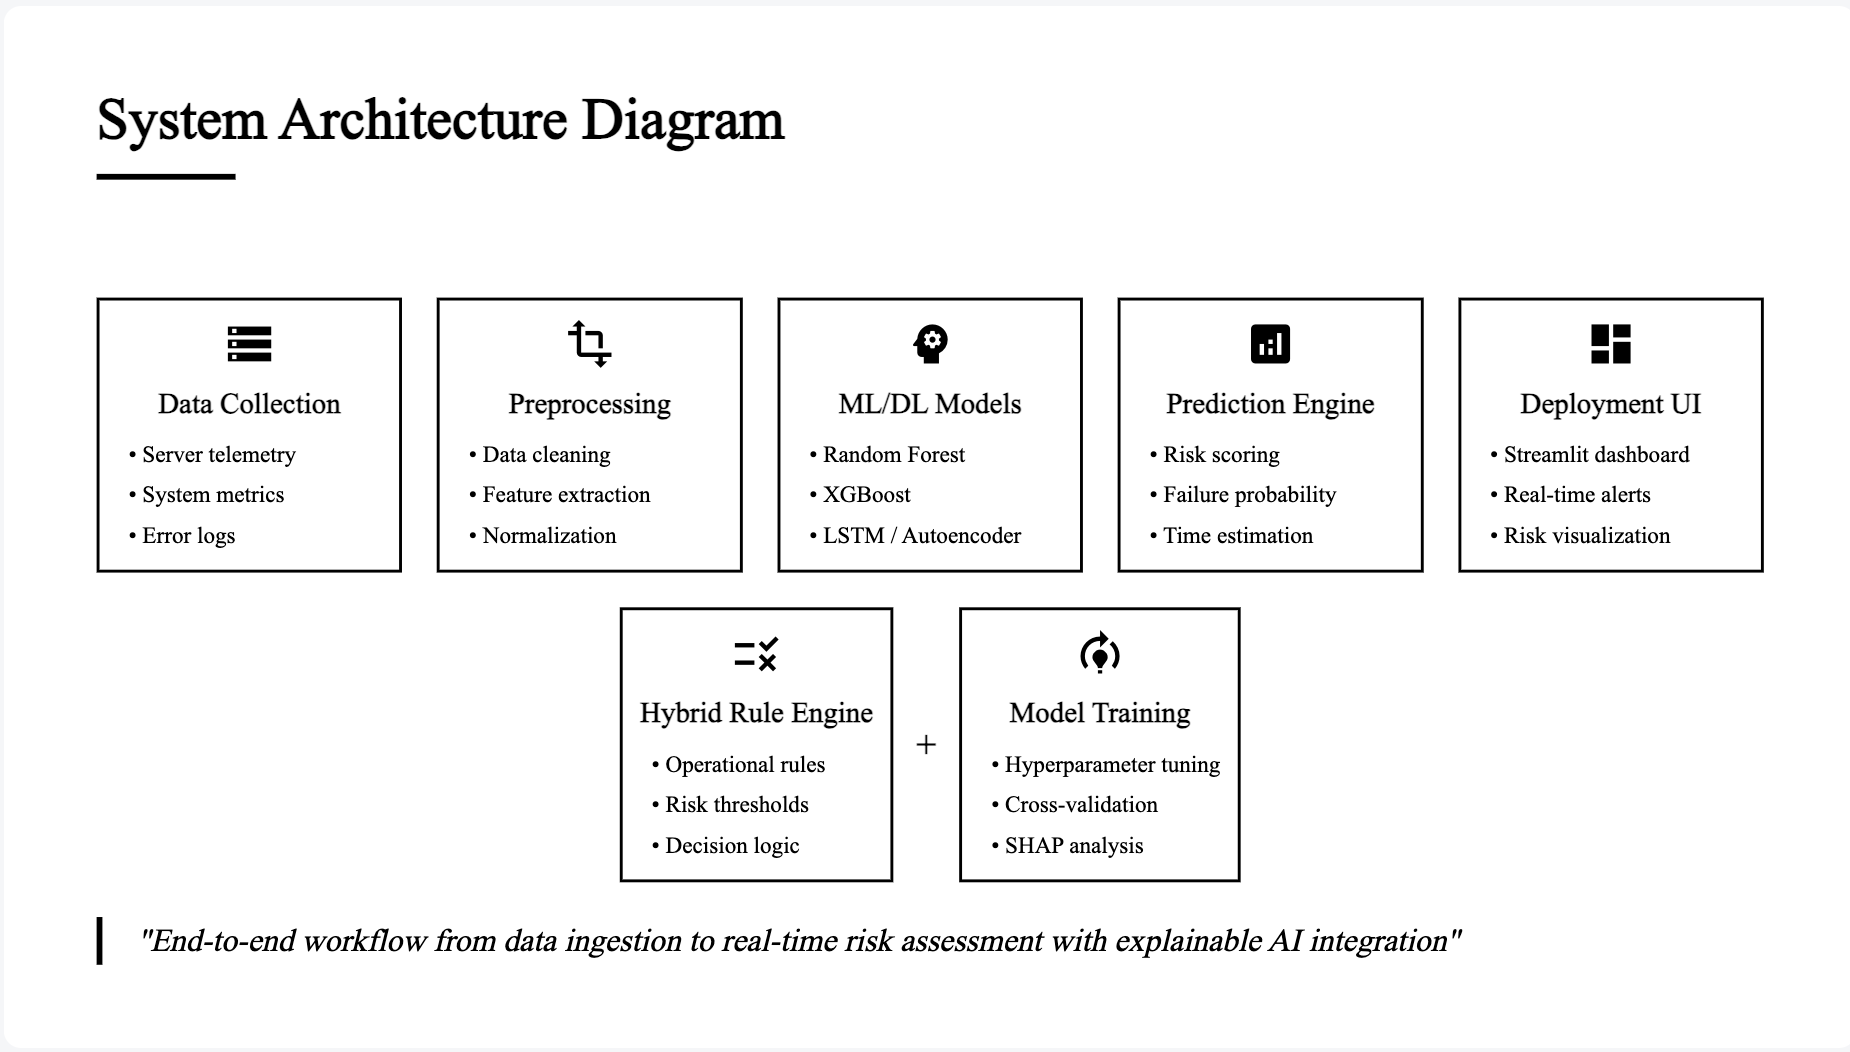 System Architecture Diagram
Data Collection
• Server telemetry
• System metrics
• Error logs
Preprocessing
• Data cleaning
• Feature extraction
• Normalization
ML/DL Models
• Random Forest
• XGBoost
• LSTM / Autoencoder
Prediction Engine
• Risk scoring
• Failure probability
• Time estimation
Deployment UI
• Streamlit dashboard
• Real-time alerts
• Risk visualization
Hybrid Rule Engine
• Operational rules
• Risk thresholds
• Decision logic
+
Model Training
• Hyperparameter tuning
• Cross-validation
• SHAP analysis
"End-to-end workflow from data ingestion to real-time risk assessment with explainable AI integration"